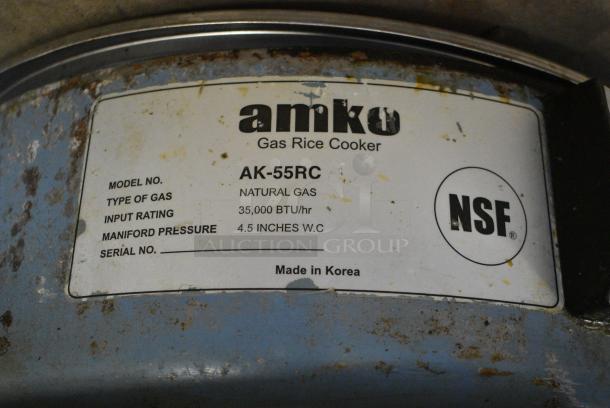 amko
Gas Rice Cooker
MODEL NO. AK-55RC
TYPE OF GAS NATURAL GAS
INPUT RATING 35,000 BTU/hr
MANIFORD PRESSURE 4.5 INCHES W.C
SERIAL NO.
AUCTION GROUP
Made in Korea
NSF®